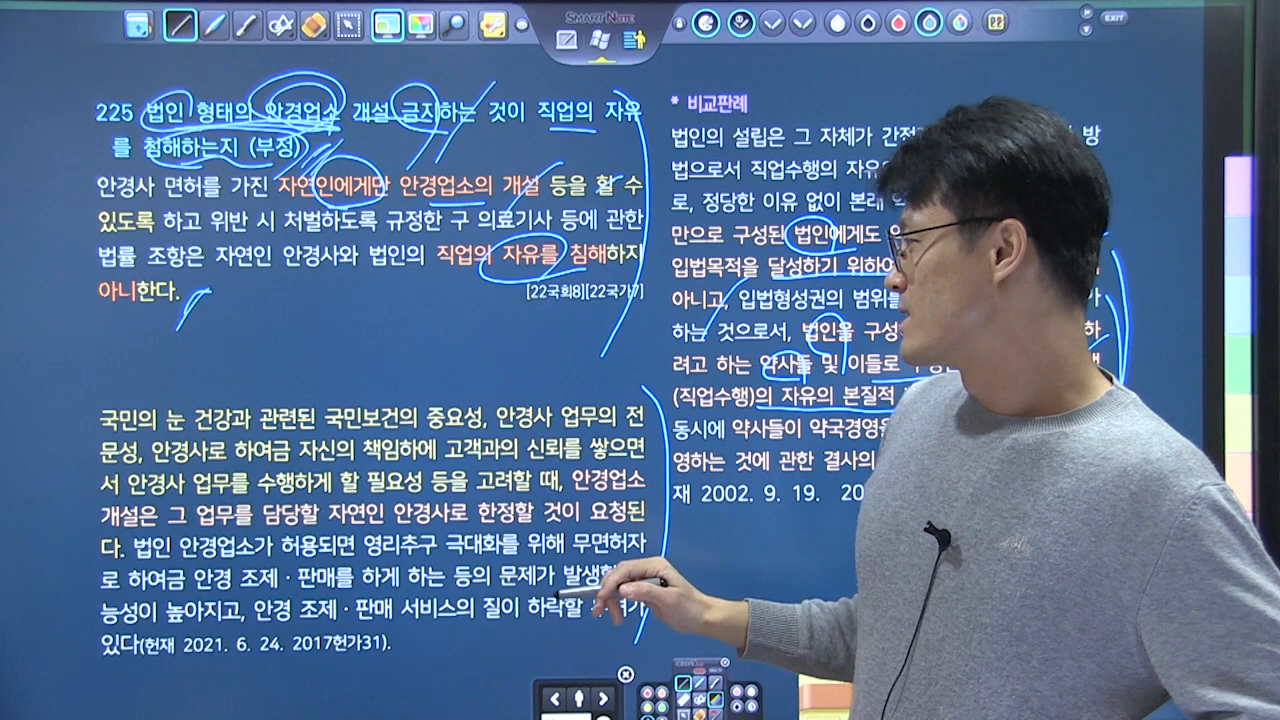 SMART NOTE
EXIT
225 법인 형태의 안경업소 개설 금지하는 것이 직업의 자유
를 침해하는지 (부정)
안경사 면허를 가진 자연인에게만 안경업소의 개설 등을 할 수
있도록 하고 위반 시 처벌하도록 규정한 구 의료기사 등에 관한
법률 조항은 자연인 안경사와 법인의 직업의 자유를 침해하지
아니한다.
[22국회8][22국가7]
국민의 눈 건강과 관련된 국민보건의 중요성, 안경사 업무의 전
문성, 안경사로 하여금 자신의 책임하에 고객과의 신뢰를 쌓으면
서 안경사 업무를 수행하게 할 필요성 등을 고려할 때, 안경업소
개설은 그 업무를 담당할 자연인 안경사로 한정할 것이 요청된
다. 법인 안경업소가 허용되면 영리추구 극대화를 위해 무면허자
로 하여금 안경 조제·판매를 하게 하는 등의 문제가
능성이 높아지고, 안경 조제·판매 서비스의 질이 하락할
있다(헌재 2021. 6. 24. 2017헌가31).
* 비교판례
법인의 설립은 그 자체가 방
법으로서 직업수행의
로, 정당한 이유 없이 본래
만으로 구성된 법인에게도
입법목적을 달성하기
아니고, 입법형성권의
하는 것으로서, 법인을
려고 하는 약사들 및 이들로
(직업수행)의 자유의 본질적
동시에 약사들이
영하는 것에 관한 결사의
재 2002. 9. 19.